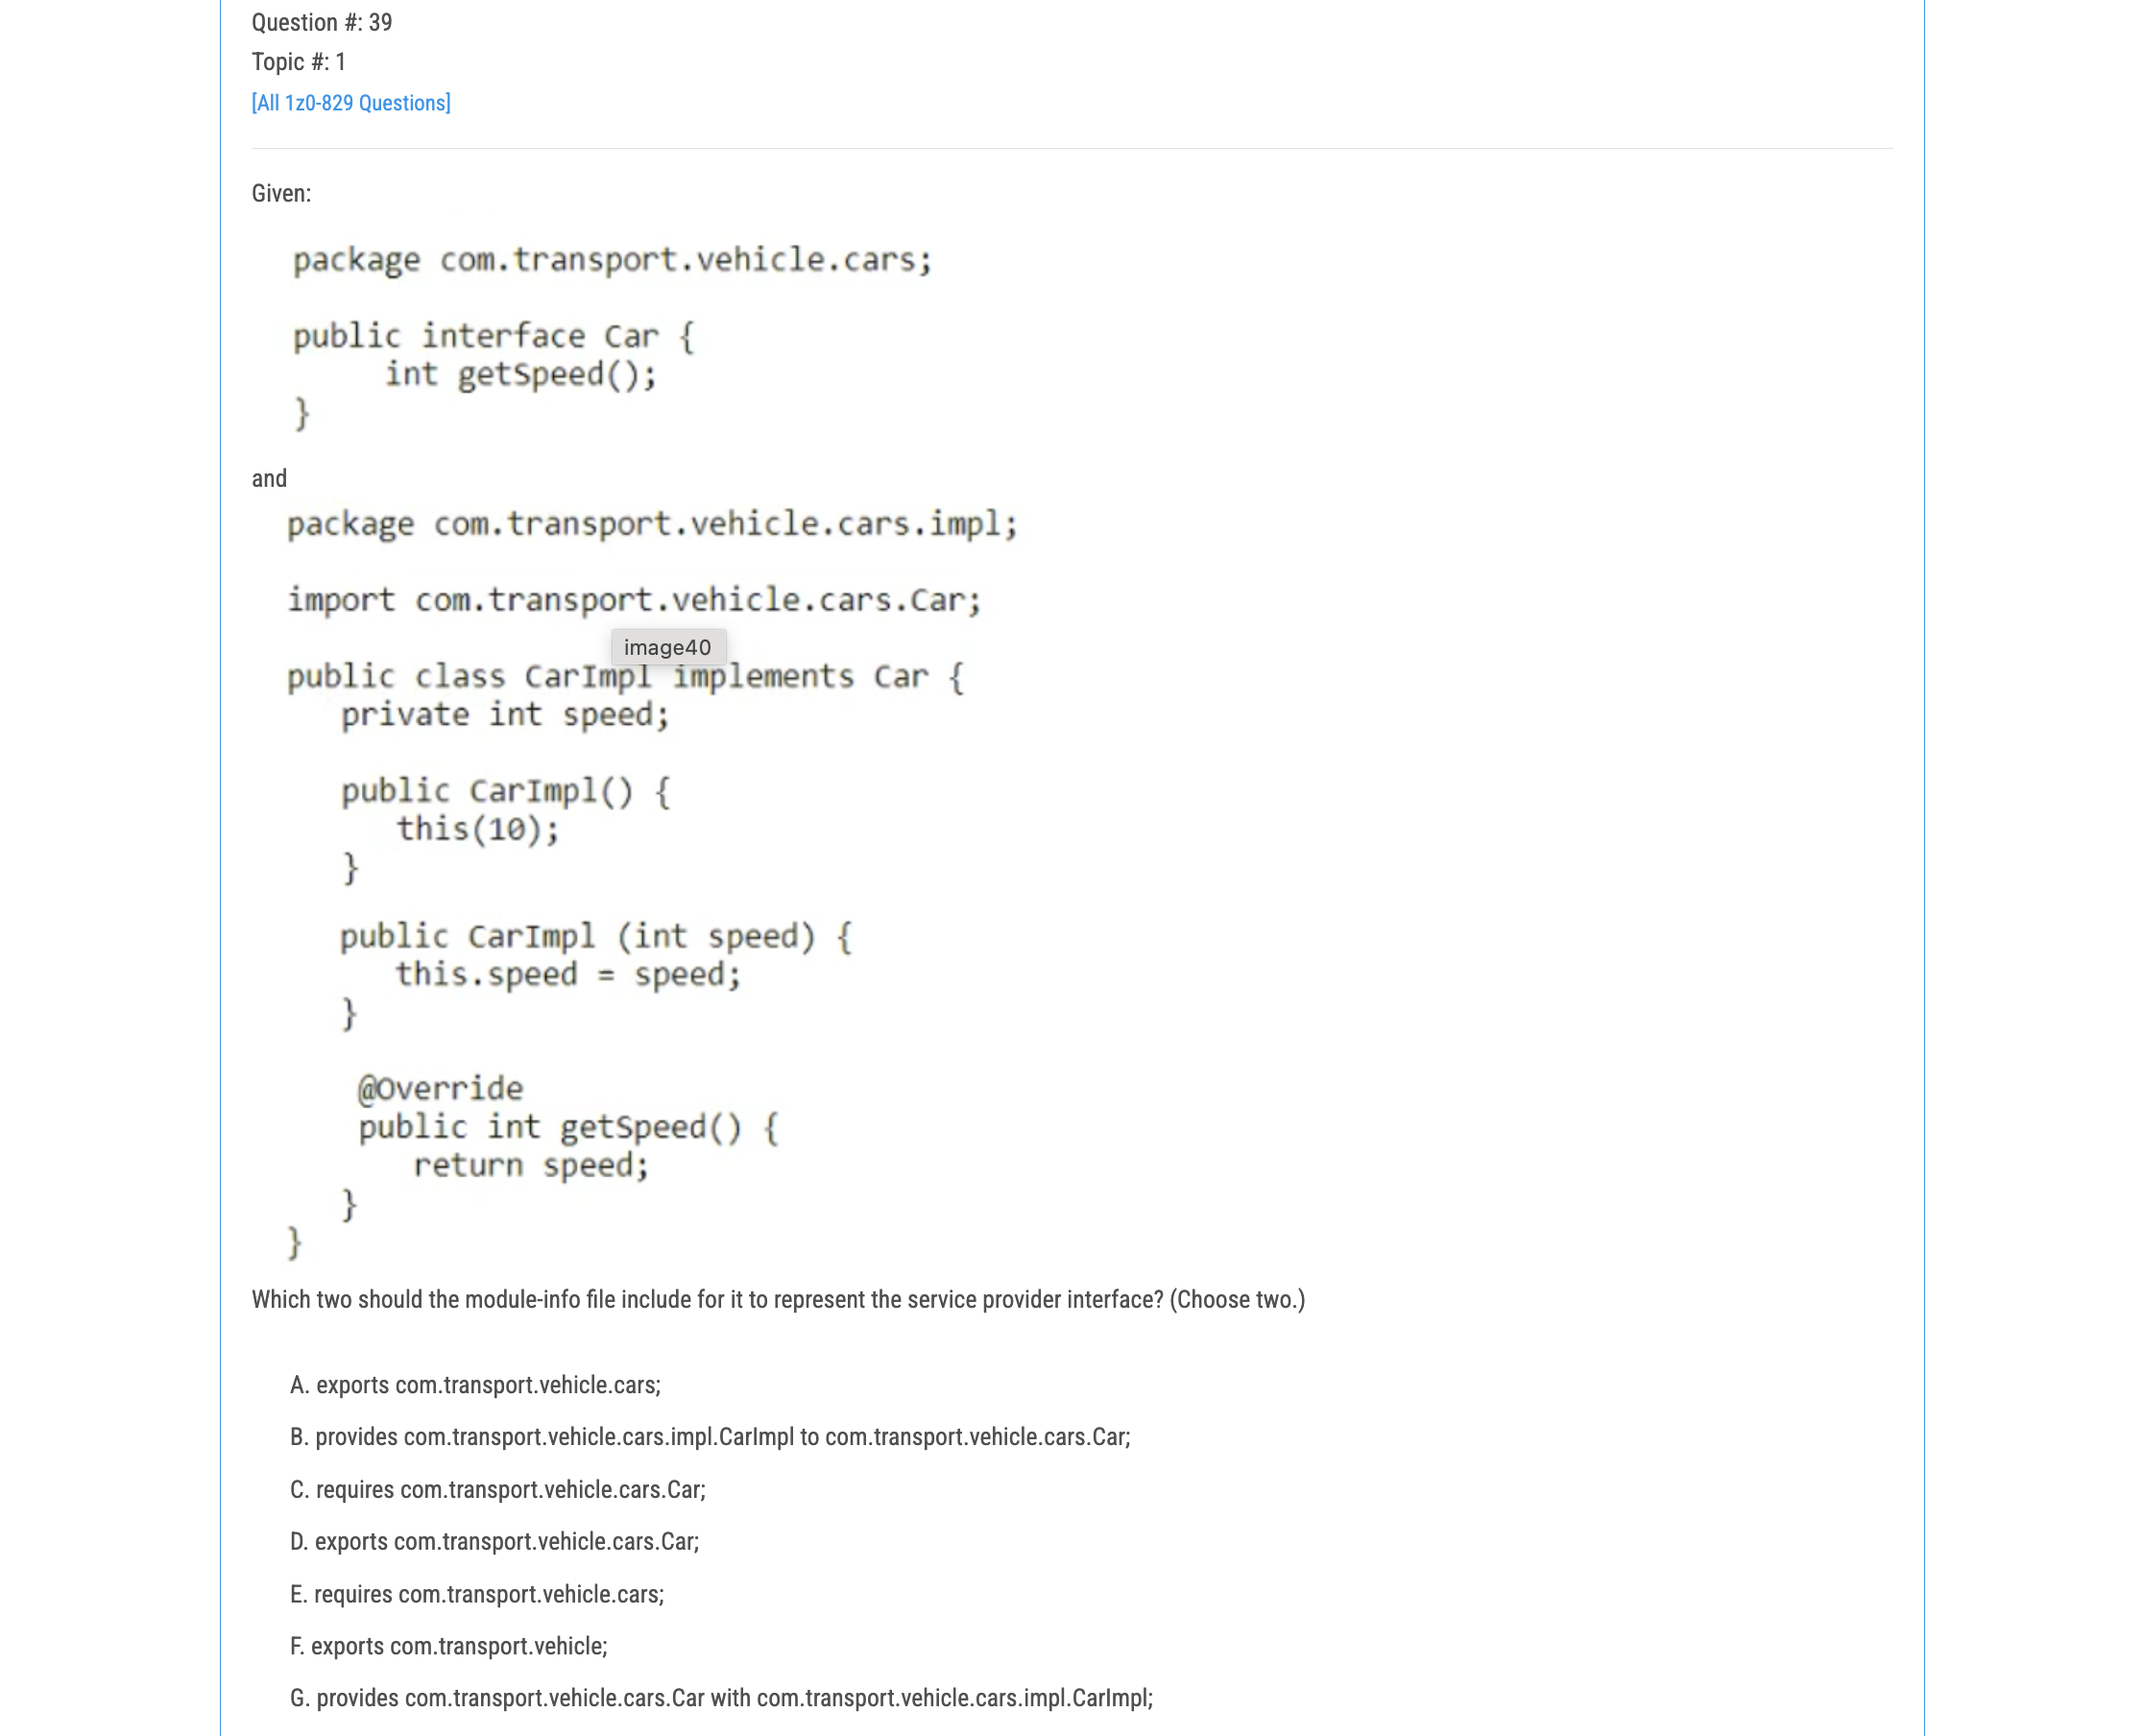 Question #: 39
Topic #: 1
[All 1z0-829 Questions]
Given:
package com.transport.vehicle.cars;
public interface Car {
int getSpeed();
}
and
package com.transport.vehicle.cars.impl;
import com.transport.vehicle.cars.Car;
image40
public class CarImpl implements Car {
private int speed;
public CarImpl() {
this(10);
}
public CarImpl (int speed) {
this.speed = speed;
}
@Override
public int getSpeed() {
return speed;
}
}
Which two should the module-info file include for it to represent the service provider interface? (Choose two.)
A. exports com.transport.vehicle.cars;
B. provides com.transport.vehicle.cars.impl.CarImpl to com.transport.vehicle.cars.Car;
C. requires com.transport.vehicle.cars.Car;
D. exports com.transport.vehicle.cars.Car;
E. requires com.transport.vehicle.cars;
F. exports com.transport.vehicle;
G. provides com.transport.vehicle.cars.Car with com.transport.vehicle.cars.impl.CarImpl;